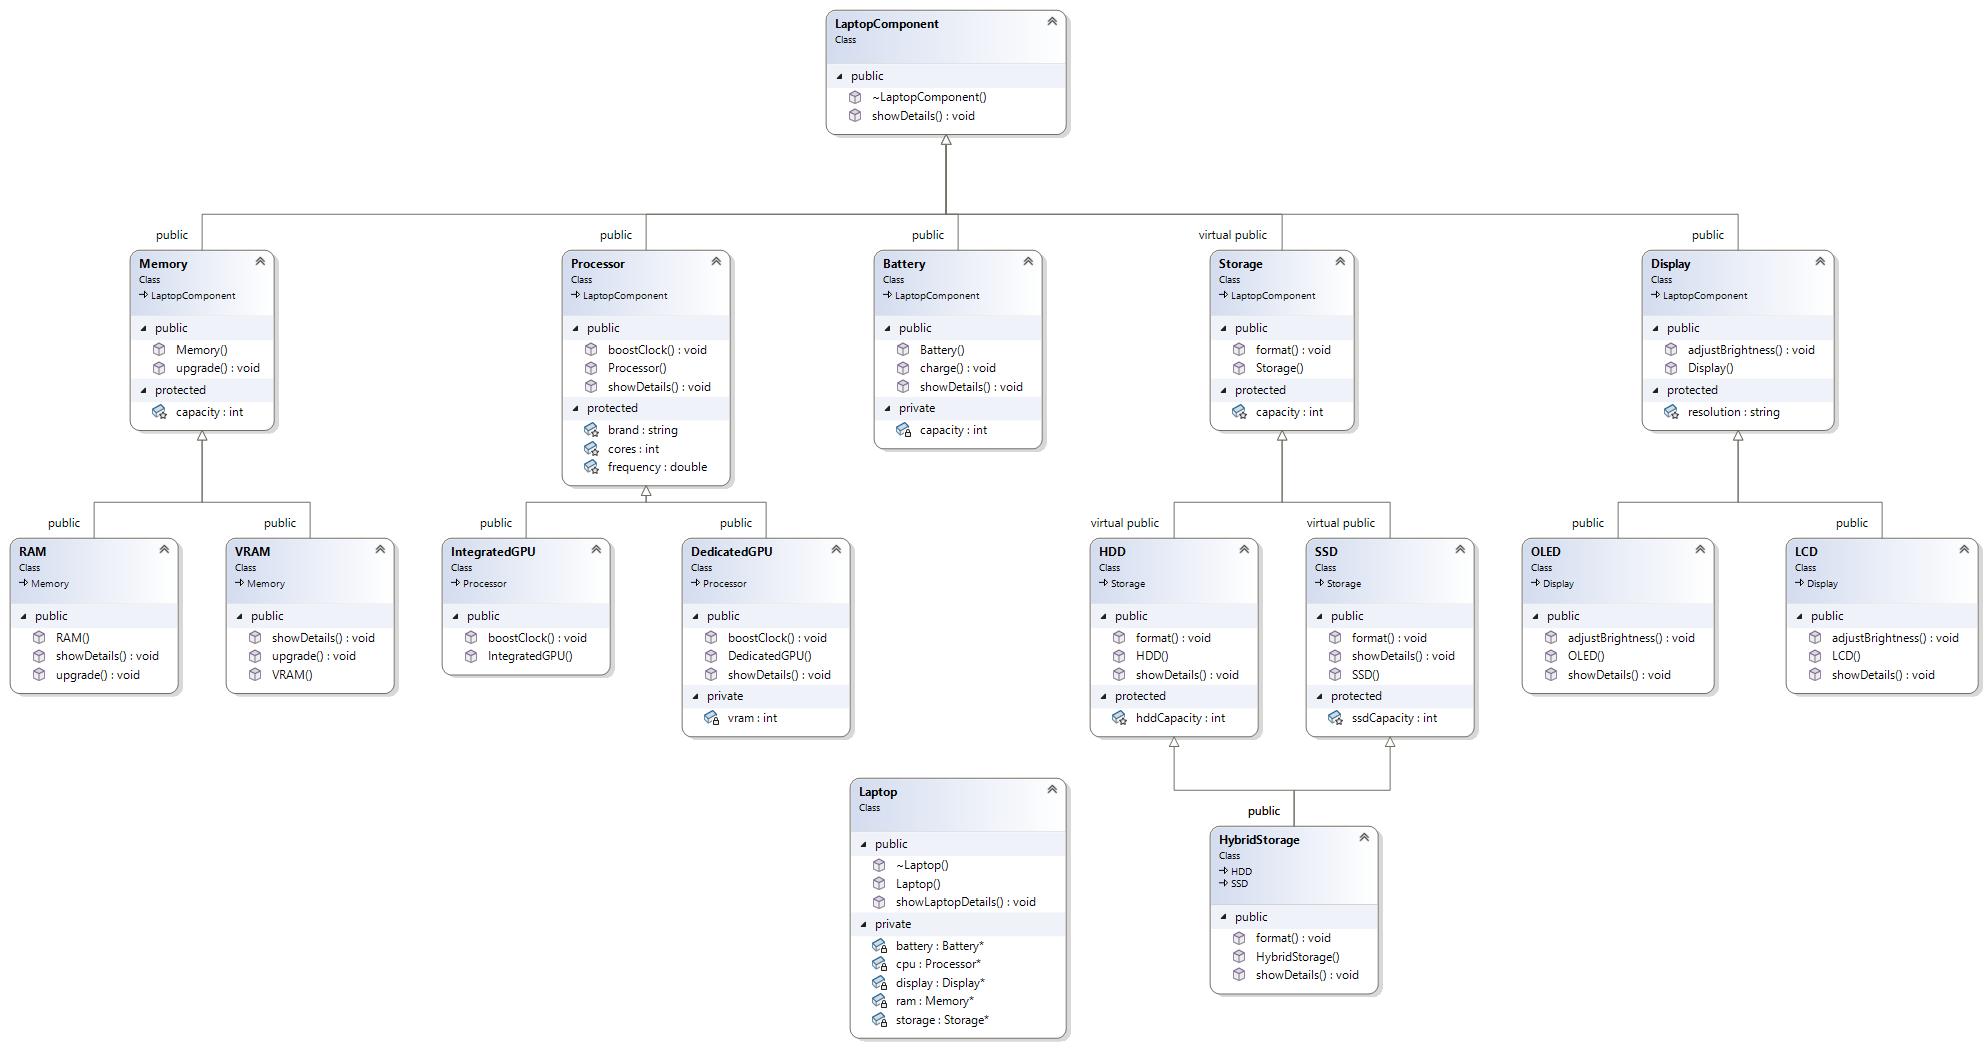 LaptopComponent
Class
public
~LaptopComponent()
showDetails() : void
public
public
public
virtual public
public
Memory
Class
LaptopComponent
public
Memory()
upgrade() : void
protected
capacity : int
Processor
Class
LaptopComponent
public
boostClock() : void
Processor()
showDetails() : void
protected
brand : string
cores : int
frequency : double
Battery
Class
LaptopComponent
public
Battery()
charge() : void
showDetails() : void
private
capacity : int
Storage
Class
LaptopComponent
public
format() : void
Storage()
protected
capacity : int
Display
Class
LaptopComponent
public
adjustBrightness() : void
Display()
protected
resolution : string
public
public
public
public
virtual public
virtual public
public
public
RAM
Class
Memory
public
RAM()
showDetails() : void
upgrade() : void
VRAM
Class
Memory
public
showDetails() : void
upgrade() : void
VRAM()
IntegratedGPU
Class
Processor
public
boostClock() : void
IntegratedGPU()
DedicatedGPU
Class
Processor
public
boostClock() : void
DedicatedGPU()
showDetails() : void
private
vram : int
HDD
Class
Storage
public
format() : void
HDD()
showDetails() : void
protected
hddCapacity : int
SSD
Class
Storage
public
format() : void
showDetails() : void
SSD()
protected
ssdCapacity : int
OLED
Class
Display
public
adjustBrightness() : void
OLED()
showDetails() : void
LCD
Class
Display
public
adjustBrightness() : void
LCD()
showDetails() : void
Laptop
Class
public
~Laptop()
Laptop()
showLaptopDetails() : void
private
battery : Battery*
cpu : Processor*
display : Display*
ram : Memory*
storage : Storage*
public
HybridStorage
Class
HDD
SSD
public
format() : void
HybridStorage()
showDetails() : void